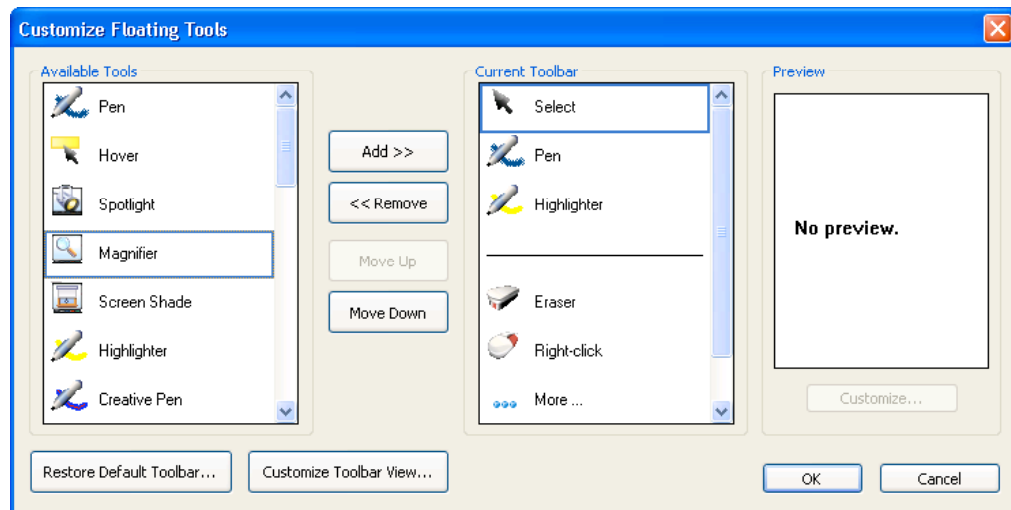 Customize Floating Tools
Available Tools
Pen
Hover
Spotlight
Magnifier
Screen Shade
Highlighter
Creative Pen
Add >>
<< Remove
Move Up
Move Down
Current Toolbar
Select
Pen
Highlighter
Eraser
Right-click
More ...
Preview
No preview.
Customize...
Restore Default Toolbar...
Customize Toolbar View...
OK
Cancel